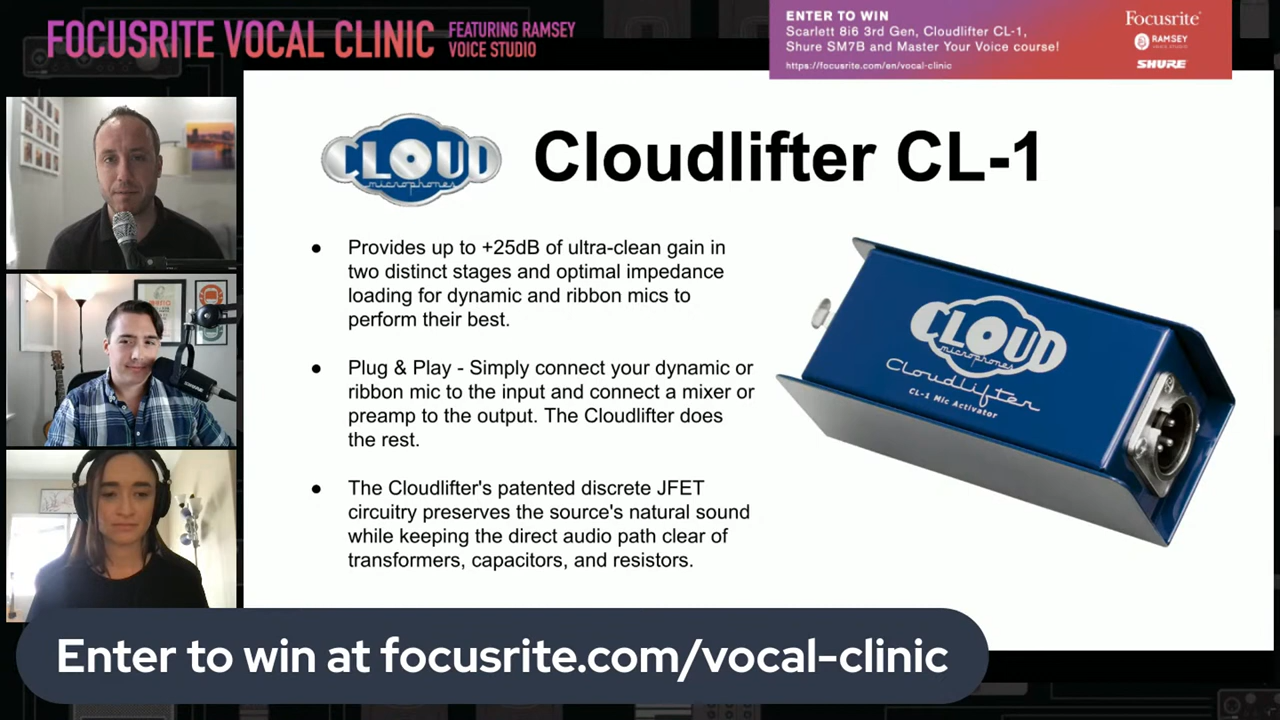 FOCUSRITE VOCAL CLINIC
FEATURING RAMSEY
VOICE STUDIO
ENTER TO WIN
Scarlett 8i6 3rd Gen, Cloudlifter CL-1,
Shure SM7B and Master Your Voice course!
https://focusrite.com/en/vocal-clinic
Focusrite®
RAMSEY
VOICE STUDIO
SHURE
CLOUD
microphones
Cloudlifter CL-1
● Provides up to +25dB of ultra-clean gain in
two distinct stages and optimal impedance
loading for dynamic and ribbon mics to
perform their best.
● Plug & Play - Simply connect your dynamic or
ribbon mic to the input and connect a mixer or
preamp to the output. The Cloudlifter does
the rest.
● The Cloudlifter's patented discrete JFET
circuitry preserves the source's natural sound
while keeping the direct audio path clear of
transformers, capacitors, and resistors.
CLOUD
microphones
Cloudlifter
CL-1 Mic Activator
Enter to win at focusrite.com/vocal-clinic